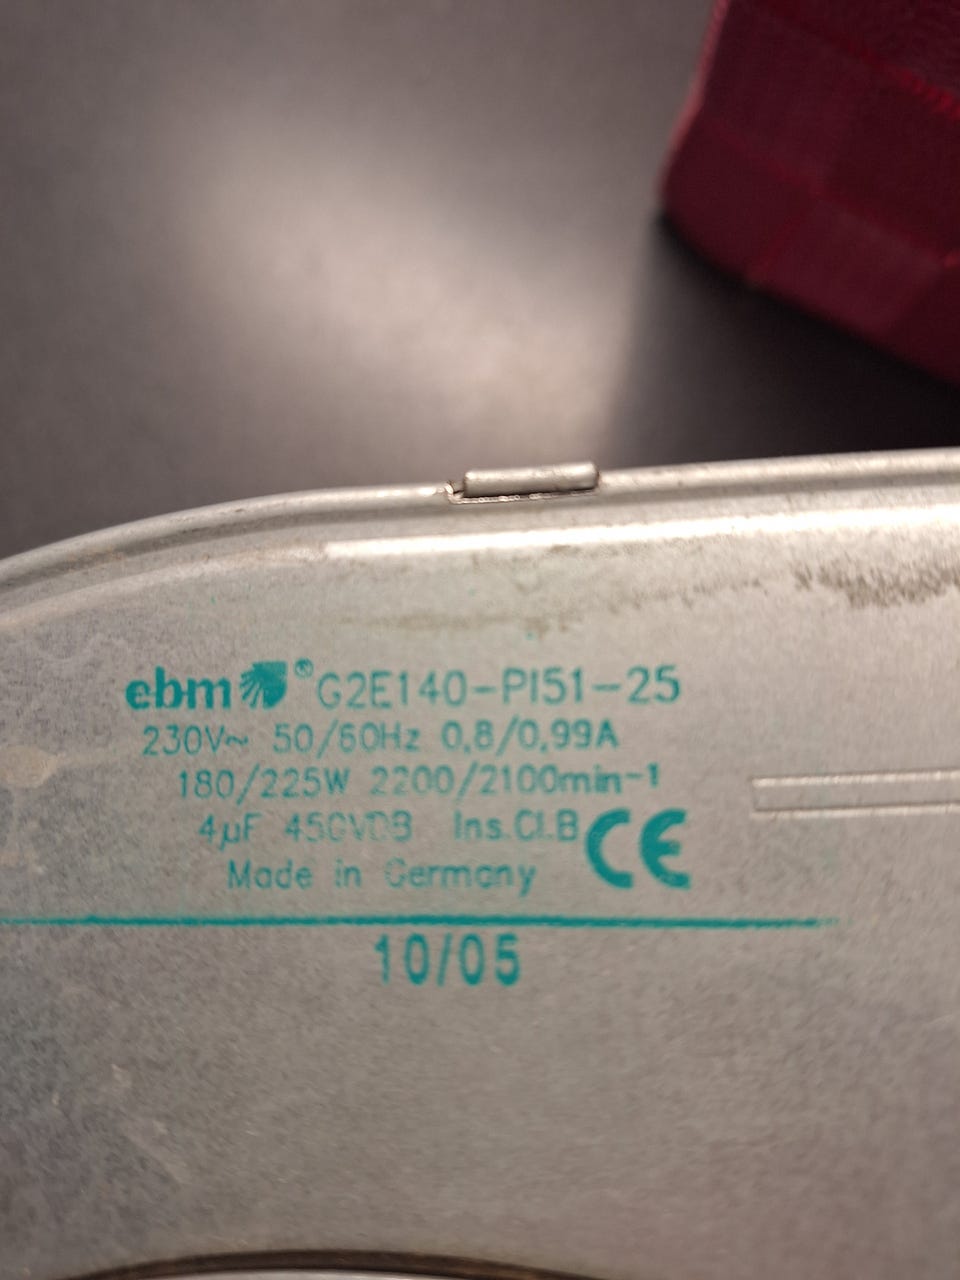 ebm ® G2E140-PI51-25
230V~ 50/60Hz 0,8/0,99A
180/225W 2200/2100min-1
4µF 450VDB Ins.Cl.B CE
Made in Germany
10/05